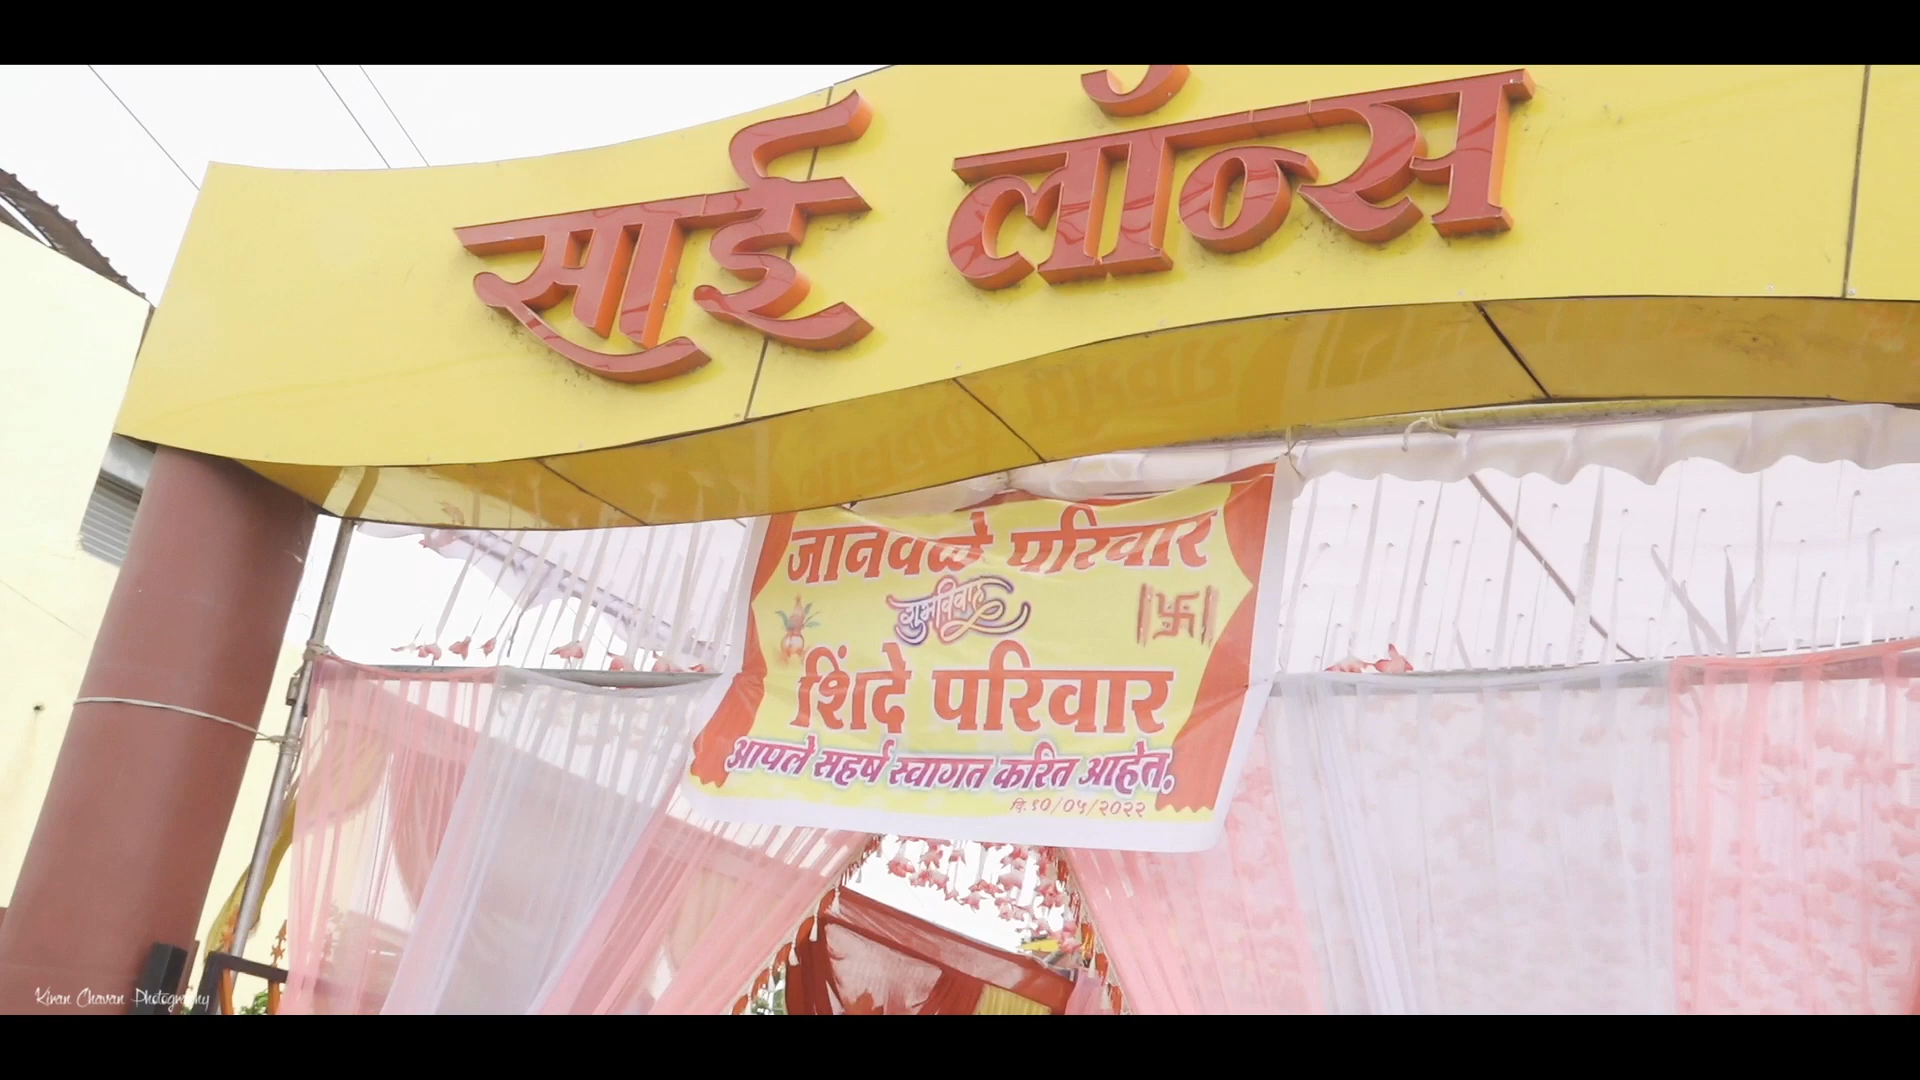 साई लॉन्स
जानवळे परिवार
शुभविवाह
शिंदे परिवार
आपले सहर्ष स्वागत करित आहेत.
दि. १०/०५/२०२२
Kiran Chavan Photography